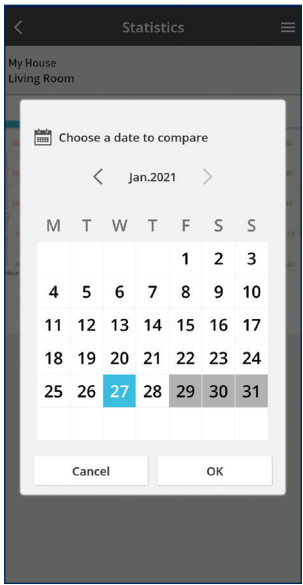 Statistics
My House
Living Room
Choose a date to compare
Jan.2021
M T W T F S S
1 2 3
4 5 6 7 8 9 10
11 12 13 14 15 16 17
18 19 20 21 22 23 24
25 26 27 28 29 30 31
Cancel OK